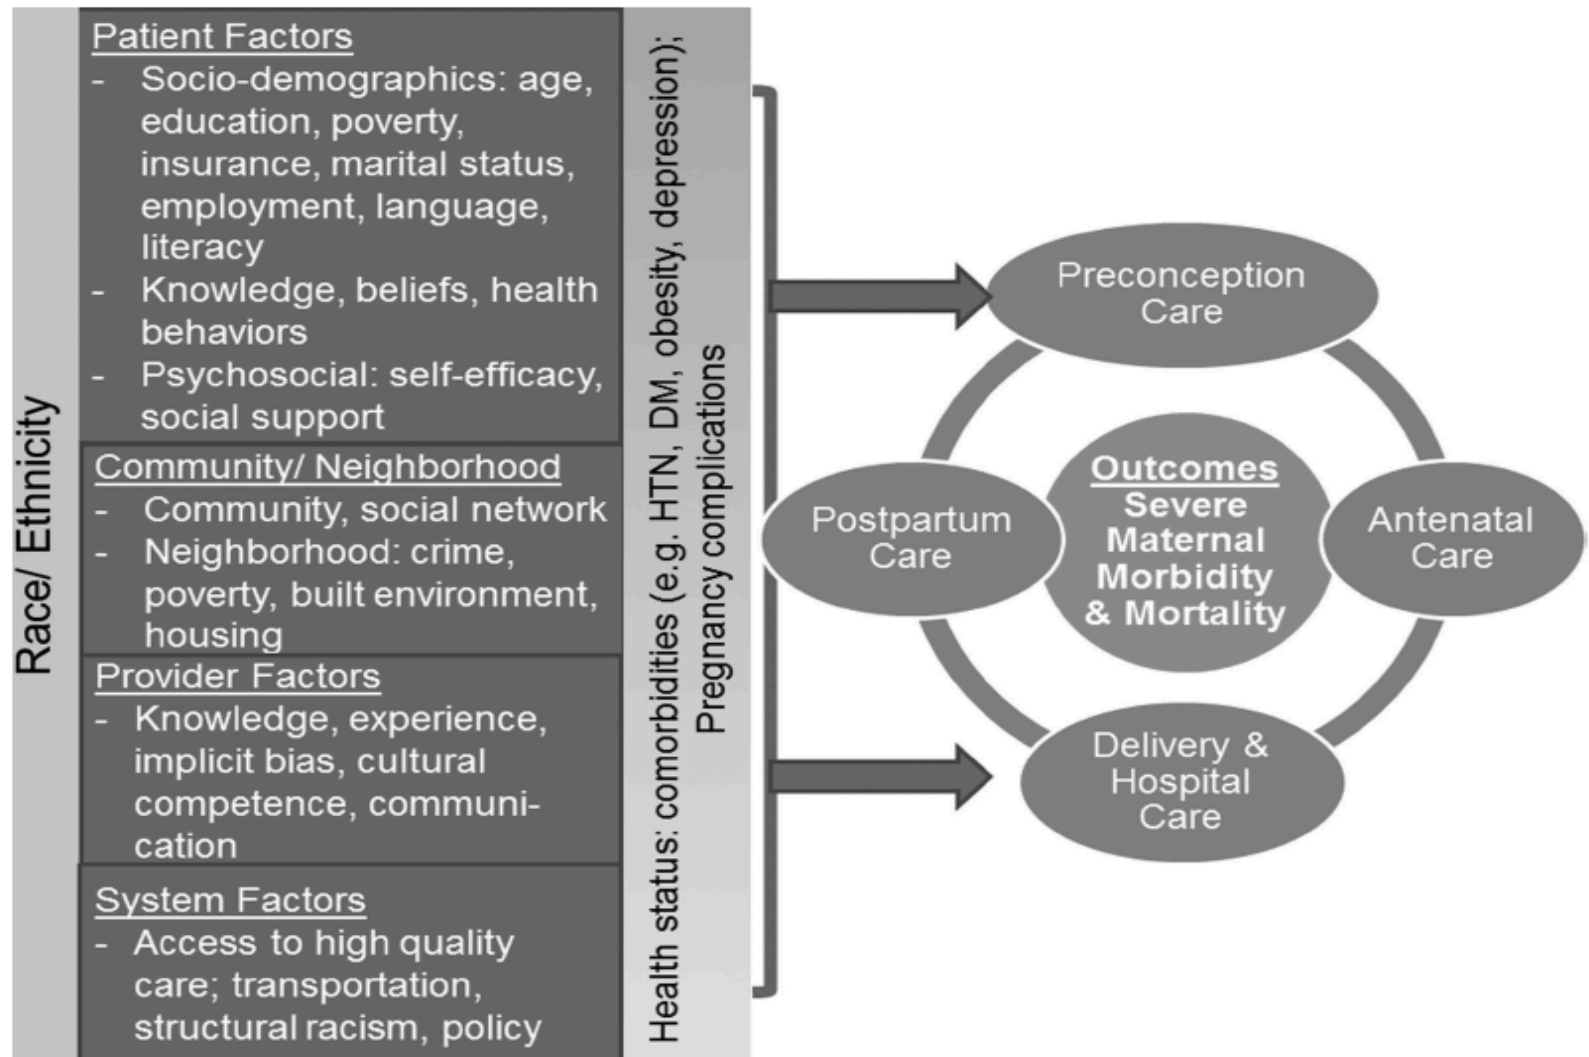 Race/ Ethnicity
Patient Factors
- Socio-demographics: age,
education, poverty,
insurance, marital status,
employment, language,
literacy
- Knowledge, beliefs, health
behaviors
- Psychosocial: self-efficacy,
social support
Community/ Neighborhood
- Community, social network
- Neighborhood: crime,
poverty, built environment,
housing
Provider Factors
- Knowledge, experience,
implicit bias, cultural
competence, communi-
cation
System Factors
- Access to high quality
care; transportation,
structural racism, policy
Health status: comorbidities (e.g. HTN, DM, obesity, depression);
Pregnancy complications
Preconception
Care
Postpartum
Care
Outcomes
Severe
Maternal
Morbidity
& Mortality
Antenatal
Care
Delivery &
Hospital
Care